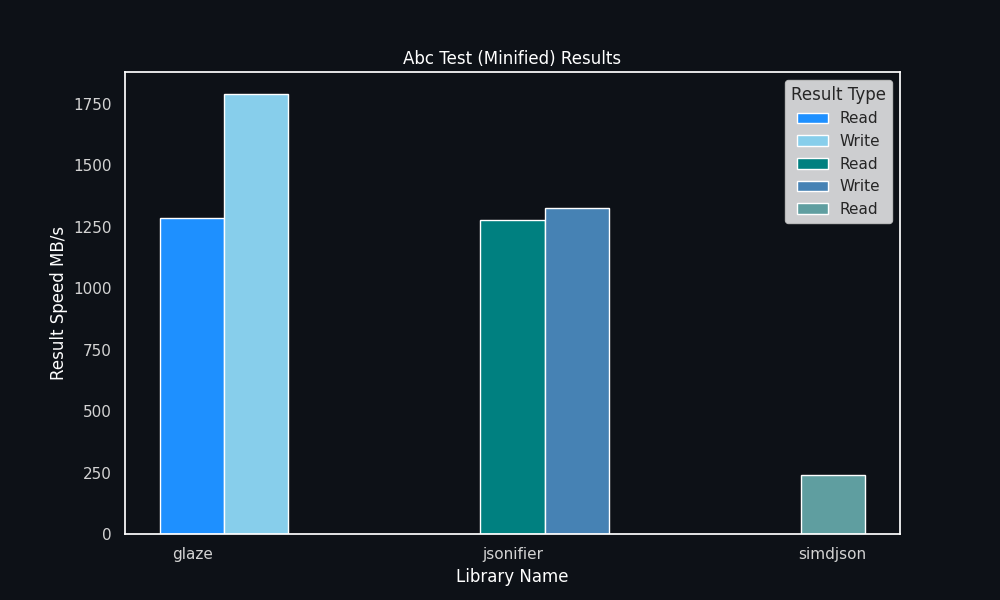 Abc Test (Minified) Results
Result Type
Read
Write
Read
Write
Read
Result Speed MB/s
1750
1500
1250
1000
750
500
250
0
glaze
jsonifier
simdjson
Library Name